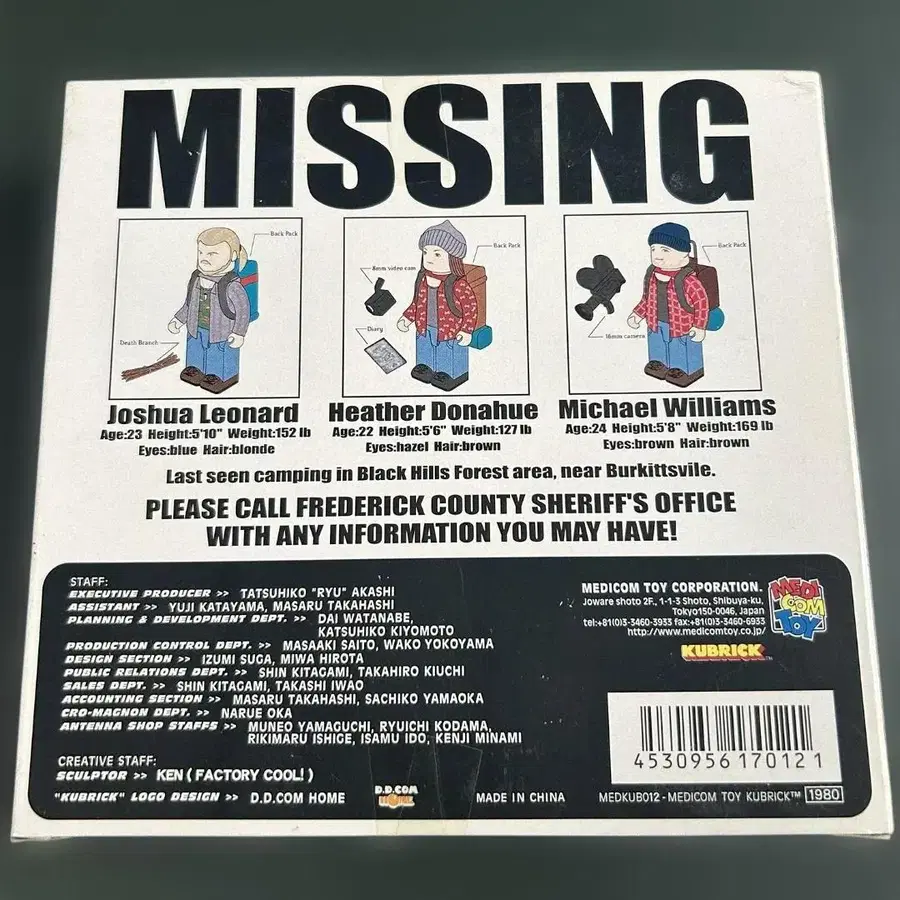 MISSING
Back Pack
Death Branch
Back Pack
8mm video cam
Diary
Back Pack
16mm camera
Joshua Leonard
Age:23 Height:5'10" Weight:152 lb
Eyes:blue Hair:blonde
Heather Donahue
Age:22 Height:5'6" Weight:127 lb
Eyes:hazel Hair:brown
Michael Williams
Age:24 Height:5'8" Weight:169 lb
Eyes:brown Hair:brown
Last seen camping in Black Hills Forest area, near Burkittsvile.
PLEASE CALL FREDERICK COUNTY SHERIFF'S OFFICE
WITH ANY INFORMATION YOU MAY HAVE!
STAFF:
EXECUTIVE PRODUCER >> TATSUHIKO "RYU" AKASHI
ASSISTANT >> YUJI KATAYAMA, MASARU TAKAHASHI
PLANNING & DEVELOPMENT DEPT. >> DAI WATANABE,
KATSUHIKO KIYOMOTO
PRODUCTION CONTROL DEPT. >> MASAAKI SAITO, WAKO YOKOYAMA
DESIGN SECTION >> IZUMI SUGA, MIWA HIROTA
PUBLIC RELATIONS DEPT. >> SHIN KITAGAMI, TAKAHIRO KIUCHI
SALES DEPT. >> SHIN KITAGAMI, TAKASHI IWAO
ACCOUNTING SECTION >> MASARU TAKAHASHI, SACHIKO YAMAOKA
CRO-MAGNON DEPT. >> NARUE OKA
ANTENNA SHOP STAFFS >> MUNEO YAMAGUCHI, RYUICHI KODAMA,
RIKIMARU ISHIGE, ISAMU IDO, KENJI MINAMI
CREATIVE STAFF:
SCULPTOR >> KEN ( FACTORY COOL! )
"KUBRICK" LOGO DESIGN >> D.D.COM HOME
D.D.COM
HOME
MADE IN CHINA
MEDICOM TOY CORPORATION.
Joware shoto 2F., 1-1-3 Shoto, Shibuya-ku,
Tokyo150-0046, Japan
tel:+81(0)3-3460-3933 fax:+81(0)3-3460-6933
http://www.medicomtoy.co.jp/
MEDI
COM
TOY
KUBRICK™
4530956170121
MEDKUB012-MEDICOM TOY KUBRICK™ 1980